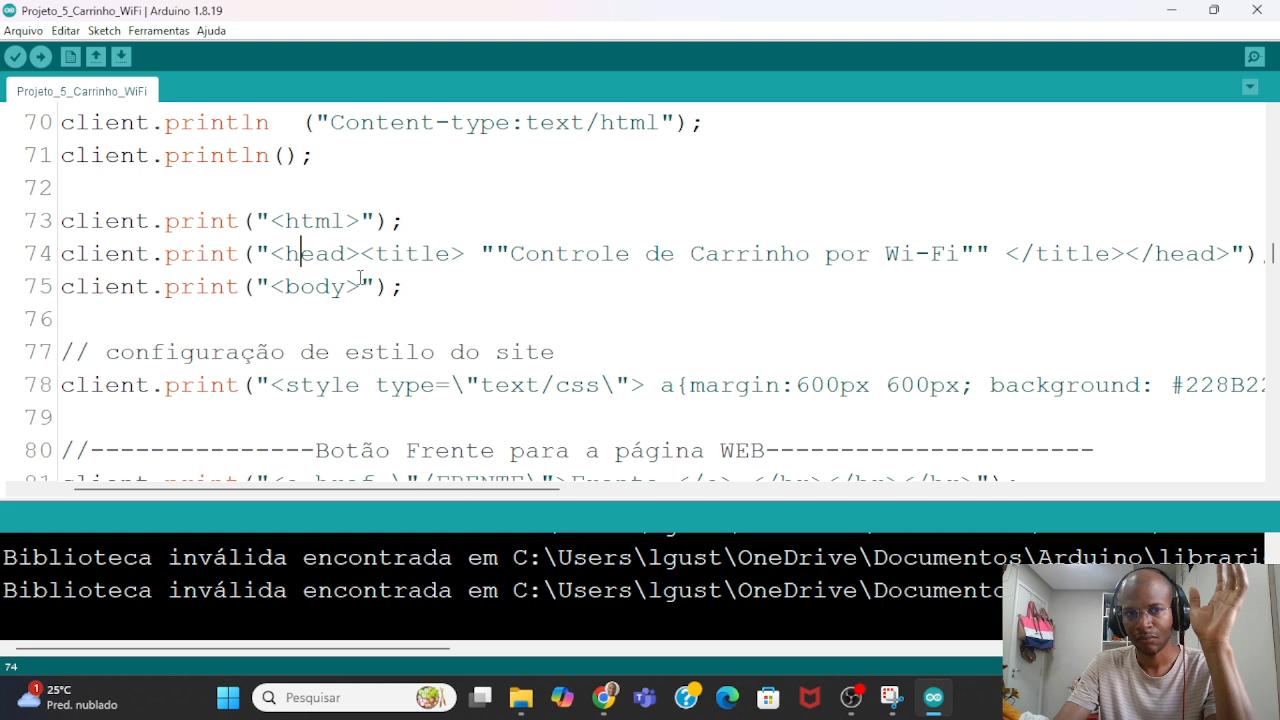 Projeto_5_Carrinho_WiFi | Arduino 1.8.19
Arquivo Editar Sketch Ferramentas Ajuda
Projeto_5_Carrinho_WiFi
70 client.println  ("Content-type:text/html");
71 client.println();
72
73 client.print("<html>");
74 client.print("<head><title> ""Controle de Carrinho por Wi-Fi"" </title></head>")
75 client.print("<body>");
76
77 // configuração de estilo do site
78 client.print("<style type=\"text/css\"> a{margin:600px 600px; background: #228B22
79
80 //---------------Botão Frente para a página WEB----------------------
Biblioteca inválida encontrada em C:\Users\lgust\OneDrive\Documentos\Arduino\librari
Biblioteca inválida encontrada em C:\Users\lgust\OneDrive\Documento
74
1
25°C
Pred. nublado
Pesquisar